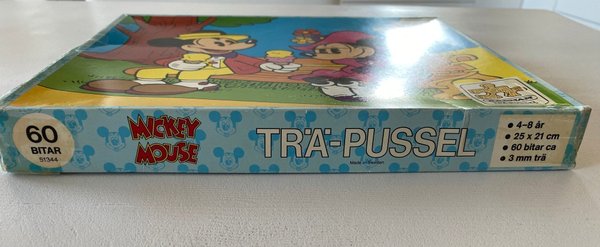 60
BITAR
51344
MICKEY
MOUSE
TRÄ-PUSSEL
Made in Sweden
• 4–8 år
• 25 x 21 cm
• 60 bitar ca
• 3 mm trä